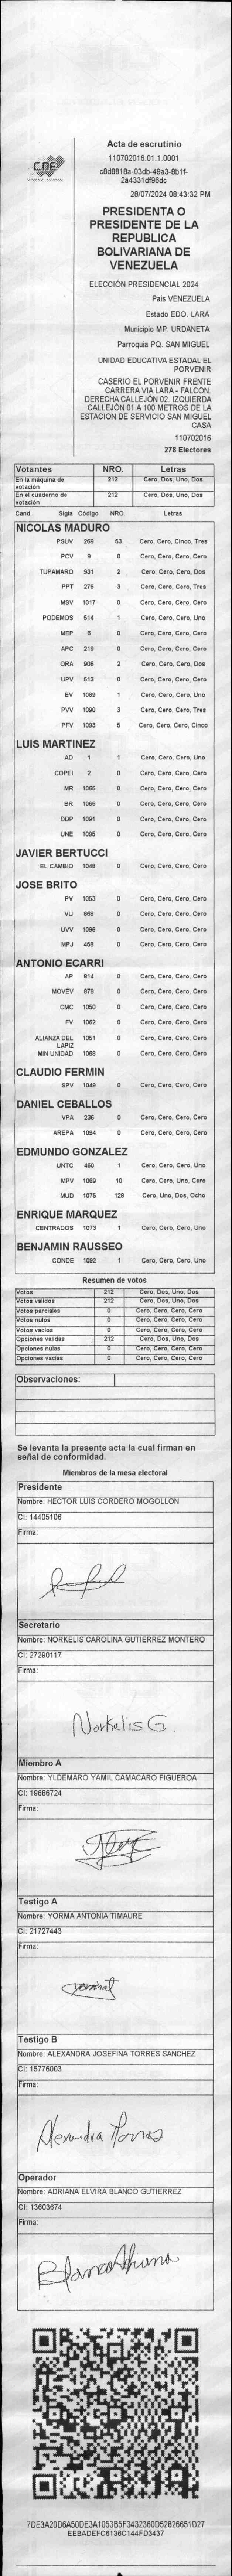 CNE
Acta de escrutinio
110702016.01.1.0001
c8d8818a-03db-49a3-8b1f-
2a4331df96dc
28/07/2024 08:43:32 PM
PRESIDENTA O
PRESIDENTE DE LA
REPUBLICA
BOLIVARIANA DE
VENEZUELA
ELECCIÓN PRESIDENCIAL 2024
Pais VENEZUELA
Estado EDO. LARA
Municipio MP. URDANETA
Parroquia PQ. SAN MIGUEL
UNIDAD EDUCATIVA ESTADAL EL
PORVENIR
CASERIO EL PORVENIR FRENTE
CARRERA VIA LARA - FALCON.
DERECHA CALLEJÓN 02. IZQUIERDA
CALLEJÓN 01 A 100 METROS DE LA
ESTACION DE SERVICIO SAN MIGUEL
CASA
110702016
278 Electores
Votantes NRO. Letras
En la máquina de votación 212 Cero, Dos, Uno, Dos
En el cuaderno de votación 212 Cero, Dos, Uno, Dos
Cand. Sigla Código NRO. Letras
NICOLAS MADURO
PSUV 269 53 Cero, Cero, Cinco, Tres
PCV 9 0 Cero, Cero, Cero, Cero
TUPAMARO 931 2 Cero, Cero, Cero, Dos
PPT 276 3 Cero, Cero, Cero, Tres
MSV 1017 0 Cero, Cero, Cero, Cero
PODEMOS 514 1 Cero, Cero, Cero, Uno
MEP 6 0 Cero, Cero, Cero, Cero
APC 219 0 Cero, Cero, Cero, Cero
ORA 906 2 Cero, Cero, Cero, Dos
UPV 513 0 Cero, Cero, Cero, Cero
EV 1089 1 Cero, Cero, Cero, Uno
PVV 1090 3 Cero, Cero, Cero, Tres
PFV 1093 5 Cero, Cero, Cero, Cinco
LUIS MARTINEZ
AD 1 1 Cero, Cero, Cero, Uno
COPEI 2 0 Cero, Cero, Cero, Cero
MR 1065 0 Cero, Cero, Cero, Cero
BR 1066 0 Cero, Cero, Cero, Cero
DDP 1091 0 Cero, Cero, Cero, Cero
UNE 1095 0 Cero, Cero, Cero, Cero
JAVIER BERTUCCI
EL CAMBIO 1048 0 Cero, Cero, Cero, Cero
JOSE BRITO
PV 1053 0 Cero, Cero, Cero, Cero
VU 868 0 Cero, Cero, Cero, Cero
UVV 1096 0 Cero, Cero, Cero, Cero
MPJ 458 0 Cero, Cero, Cero, Cero
ANTONIO ECARRI
AP 814 0 Cero, Cero, Cero, Cero
MOVEV 879 0 Cero, Cero, Cero, Cero
CMC 1050 0 Cero, Cero, Cero, Cero
FV 1062 0 Cero, Cero, Cero, Cero
ALIANZA DEL LAPIZ 1051 0 Cero, Cero, Cero, Cero
MIN UNIDAD 1068 0 Cero, Cero, Cero, Cero
CLAUDIO FERMIN
SPV 1049 0 Cero, Cero, Cero, Cero
DANIEL CEBALLOS
VPA 236 0 Cero, Cero, Cero, Cero
AREPA 1094 0 Cero, Cero, Cero, Cero
EDMUNDO GONZALEZ
UNTC 460 1 Cero, Cero, Cero, Uno
MPV 1069 10 Cero, Cero, Uno, Cero
MUD 1075 128 Cero, Uno, Dos, Ocho
ENRIQUE MARQUEZ
CENTRADOS 1073 1 Cero, Cero, Cero, Uno
BENJAMIN RAUSSEO
CONDE 1092 1 Cero, Cero, Cero, Uno
Resumen de votos
Votos 212 Cero, Dos, Uno, Dos
Votos validos 212 Cero, Dos, Uno, Dos
Votos parciales 0 Cero, Cero, Cero, Cero
Votos nulos 0 Cero, Cero, Cero, Cero
Votos vacios 0 Cero, Cero, Cero, Cero
Opciones validas 212 Cero, Dos, Uno, Dos
Opciones nulas 0 Cero, Cero, Cero, Cero
Opciones vacias 0 Cero, Cero, Cero, Cero
Observaciones:
Se levanta la presente acta la cual firman en
señal de conformidad.
Miembros de la mesa electoral
Presidente
Nombre: HECTOR LUIS CORDERO MOGOLLON
CI: 14405106
Firma:
Secretario
Nombre: NORKELIS CAROLINA GUTIERREZ MONTERO
CI: 27290117
Firma:
Norkelis G.
Miembro A
Nombre: YLDEMARO YAMIL CAMACARO FIGUEROA
CI: 19686724
Firma:
Testigo A
Nombre: YORMA ANTONIA TIMAURE
CI: 21727443
Firma:
Testigo B
Nombre: ALEXANDRA JOSEFINA TORRES SANCHEZ
CI: 15776003
Firma:
Alexandra Torres
Operador
Nombre: ADRIANA ELVIRA BLANCO GUTIERREZ
CI: 13603674
Firma:
Blanco Adriana
7DE3A20D6A50DE3A1053B5F3432360D52826651D27
EEBADEFC6136C144FD3437